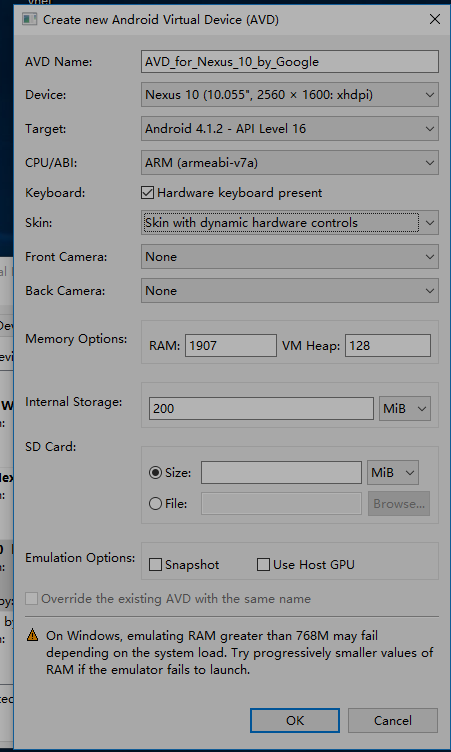 Create new Android Virtual Device (AVD)
AVD Name: AVD_for_Nexus_10_by_Google
Device: Nexus 10 (10.055", 2560 × 1600: xhdpi)
Target: Android 4.1.2 - API Level 16
CPU/ABI: ARM (armeabi-v7a)
Keyboard: Hardware keyboard present
Skin: Skin with dynamic hardware controls
Front Camera: None
Back Camera: None
Memory Options: RAM: 1907 VM Heap: 128
Internal Storage: 200 MiB
SD Card:
Size: MiB
File: Browse...
Emulation Options: Snapshot Use Host GPU
Override the existing AVD with the same name
On Windows, emulating RAM greater than 768M may fail
depending on the system load. Try progressively smaller values of
RAM if the emulator fails to launch.
OK Cancel